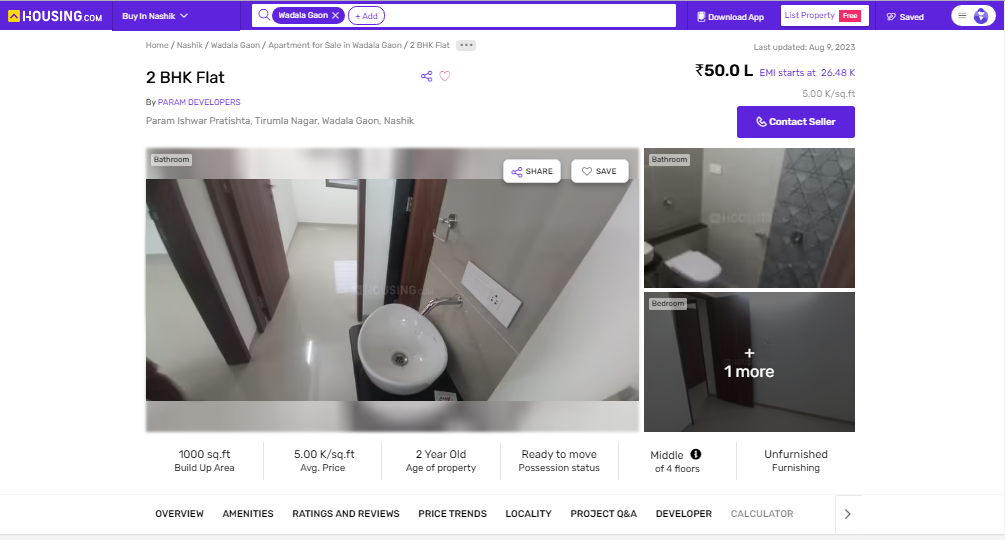 HOUSING.COM
Buy In Nashik
Wadala Gaon
+ Add
Download App
List Property Free
Saved
Home / Nashik / Wadala Gaon / Apartment for Sale in Wadala Gaon / 2 BHK Flat
Last updated: Aug 9, 2023
2 BHK Flat
₹50.0 L EMI starts at 26.48 K
5.00 K/sq.ft
By PARAM DEVELOPERS
Param Ishwar Pratishta, Tirumla Nagar, Wadala Gaon, Nashik
Contact Seller
Bathroom
SHARE
SAVE
HOUSING.COM
Bathroom
HOUSING
Bedroom
+
1 more
1000 sq.ft
Build Up Area
5.00 K/sq.ft
Avg. Price
2 Year Old
Age of property
Ready to move
Possession status
Middle
of 4 floors
Unfurnished
Furnishing
OVERVIEW AMENITIES RATINGS AND REVIEWS PRICE TRENDS LOCALITY PROJECT Q&A DEVELOPER CALCULATOR